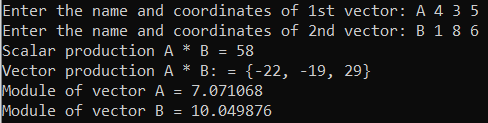 Enter the name and coordinates of 1st vector: A 4 3 5
Enter the name and coordinates of 2nd vector: B 1 8 6
Scalar production A * B = 58
Vector production A * B: = {-22, -19, 29}
Module of vector A = 7.071068
Module of vector B = 10.049876